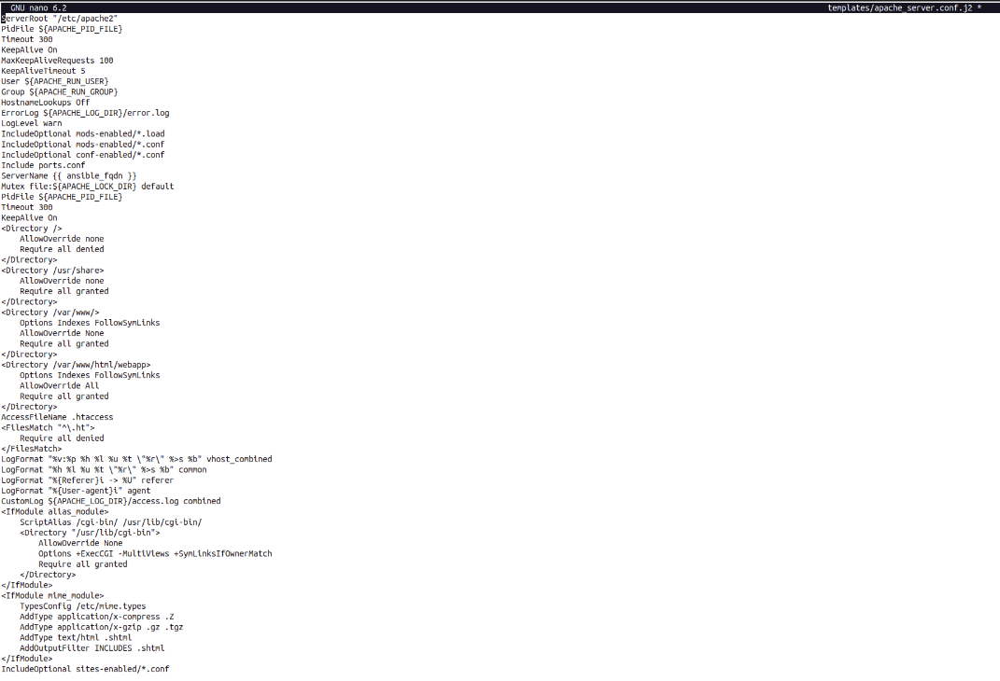 GNU nano 6.2 templates/apache_server.conf.j2 *
ServerRoot "/etc/apache2"
PidFile ${APACHE_PID_FILE}
Timeout 300
KeepAlive On
MaxKeepAliveRequests 100
KeepAliveTimeout 5
User ${APACHE_RUN_USER}
Group ${APACHE_RUN_GROUP}
HostnameLookups Off
ErrorLog ${APACHE_LOG_DIR}/error.log
LogLevel warn
IncludeOptional mods-enabled/*.load
IncludeOptional mods-enabled/*.conf
IncludeOptional conf-enabled/*.conf
Include ports.conf
ServerName {{ ansible_fqdn }}
Mutex file:${APACHE_LOCK_DIR} default
PidFile ${APACHE_PID_FILE}
Timeout 300
KeepAlive On
<Directory />
    AllowOverride none
    Require all denied
</Directory>
<Directory /usr/share>
    AllowOverride none
    Require all granted
</Directory>
<Directory /var/www/>
    Options Indexes FollowSymLinks
    AllowOverride None
    Require all granted
</Directory>
<Directory /var/www/html/webapp>
    Options Indexes FollowSymLinks
    AllowOverride All
    Require all granted
</Directory>
AccessFileName .htaccess
<FilesMatch "^\.ht">
    Require all denied
</FilesMatch>
LogFormat "%v:%p %h %l %u %t \"%r\" %>s %b" vhost_combined
LogFormat "%h %l %u %t \"%r\" %>s %b" common
LogFormat "%{Referer}i -> %U" referer
LogFormat "%{User-agent}i" agent
CustomLog ${APACHE_LOG_DIR}/access.log combined
<IfModule alias_module>
    ScriptAlias /cgi-bin/ /usr/lib/cgi-bin/
    <Directory "/usr/lib/cgi-bin">
        AllowOverride None
        Options +ExecCGI -MultiViews +SymLinksIfOwnerMatch
        Require all granted
    </Directory>
</IfModule>
<IfModule mime_module>
    TypesConfig /etc/mime.types
    AddType application/x-compress .Z
    AddType application/x-gzip .gz .tgz
    AddType text/html .shtml
    AddOutputFilter INCLUDES .shtml
</IfModule>
IncludeOptional sites-enabled/*.conf